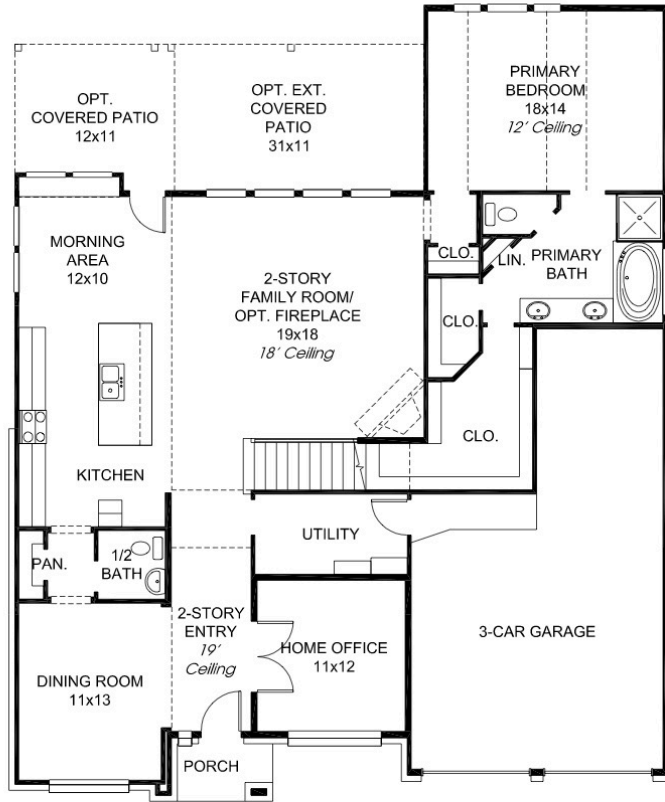 OPT.
COVERED PATIO
12x11
OPT. EXT.
COVERED
PATIO
31x11
PRIMARY
BEDROOM
18x14
12' Ceiling
MORNING
AREA
12x10
2-STORY
FAMILY ROOM/
OPT. FIREPLACE
19x18
18' Ceiling
CLO.
LIN.
PRIMARY
BATH
CLO.
CLO.
KITCHEN
UTILITY
PAN.
1/2
BATH
2-STORY
ENTRY
19'
Ceiling
HOME OFFICE
11x12
3-CAR GARAGE
DINING ROOM
11x13
PORCH